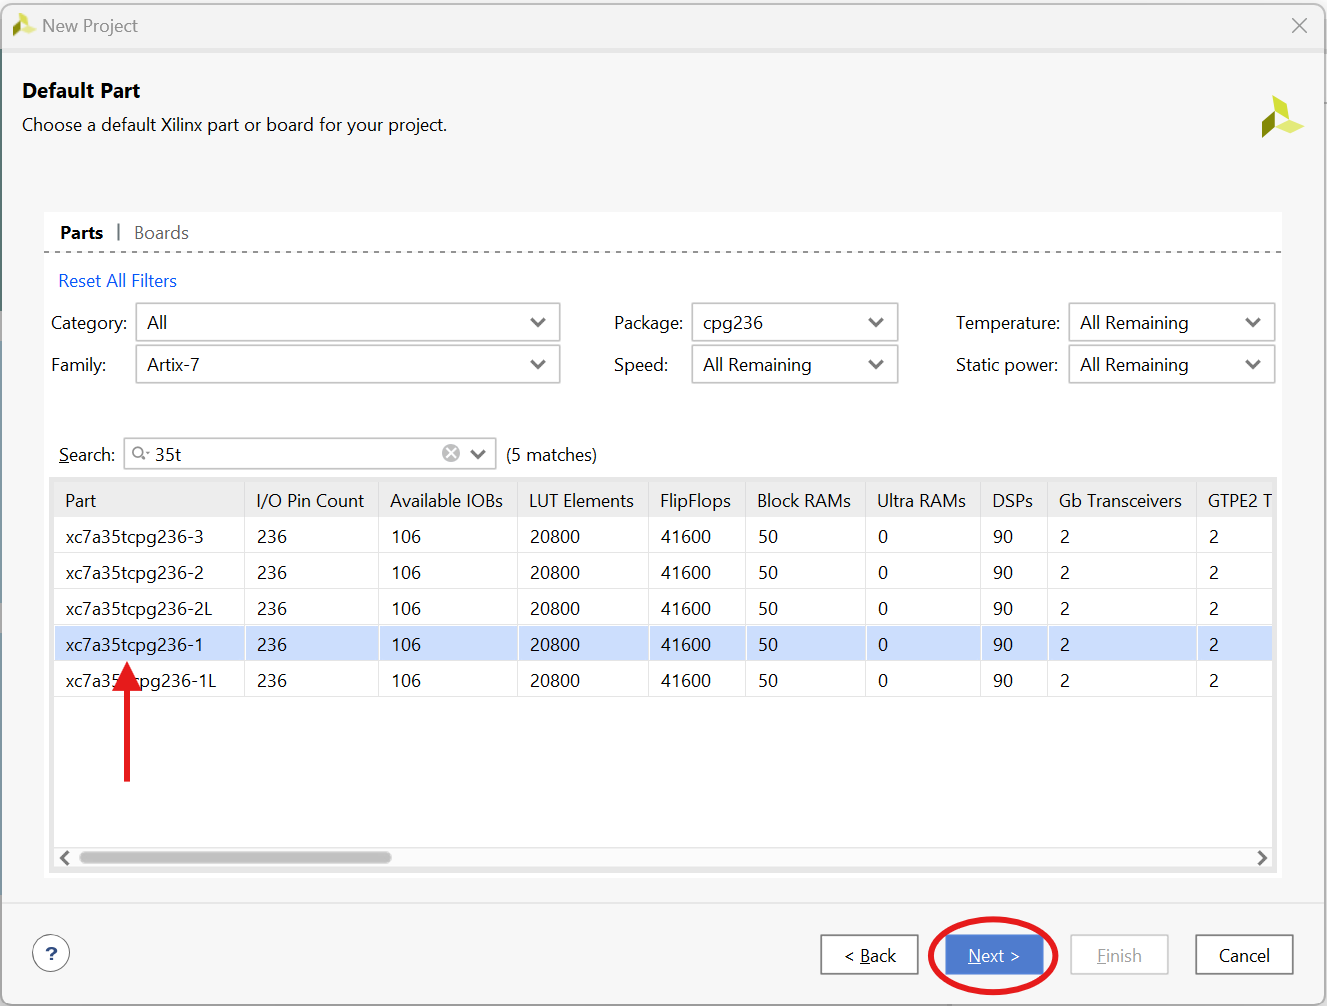 New Project
Default Part
Choose a default Xilinx part or board for your project.
Parts | Boards
Reset All Filters
Category: All Package: cpg236 Temperature: All Remaining
Family: Artix-7 Speed: All Remaining Static power: All Remaining
Search: 35t (5 matches)
Part I/O Pin Count Available IOBs LUT Elements FlipFlops Block RAMs Ultra RAMs DSPs Gb Transceivers GTPE2 T
xc7a35tcpg236-3 236 106 20800 41600 50 0 90 2 2
xc7a35tcpg236-2 236 106 20800 41600 50 0 90 2 2
xc7a35tcpg236-2L 236 106 20800 41600 50 0 90 2 2
xc7a35tcpg236-1 236 106 20800 41600 50 0 90 2 2
xc7a35tcpg236-1L 236 106 20800 41600 50 0 90 2 2
? < Back Next > Finish Cancel